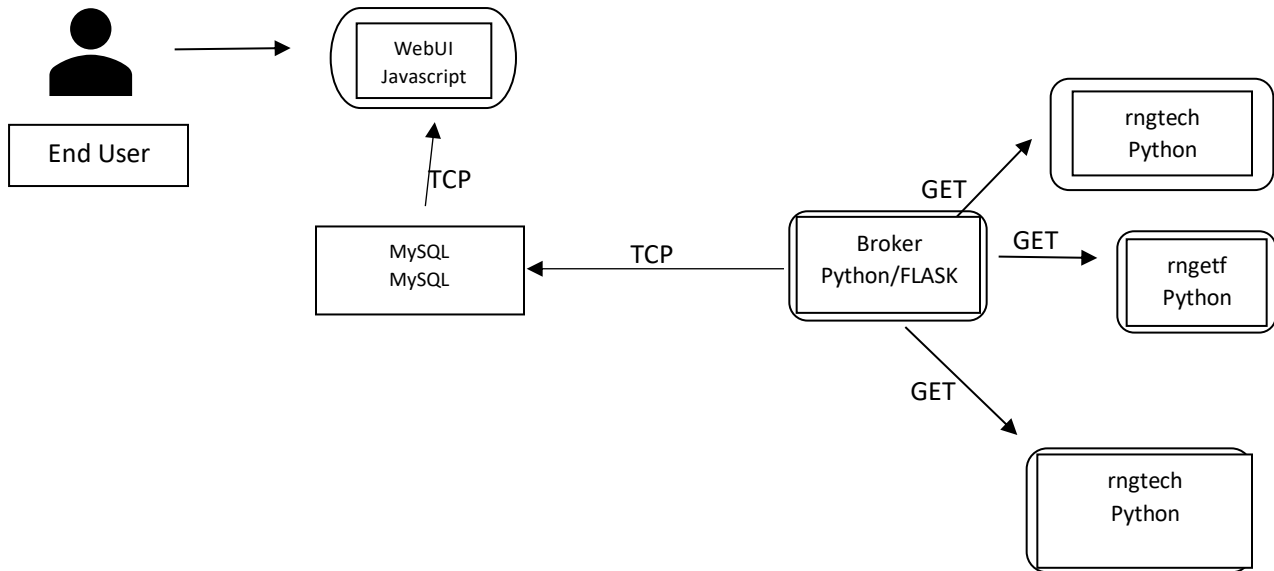 WebUI
Javascript
End User
TCP
MySQL
MySQL
TCP
Broker
Python/FLASK
GET
rngtech
Python
GET
rngetf
Python
GET
rngtech
Python